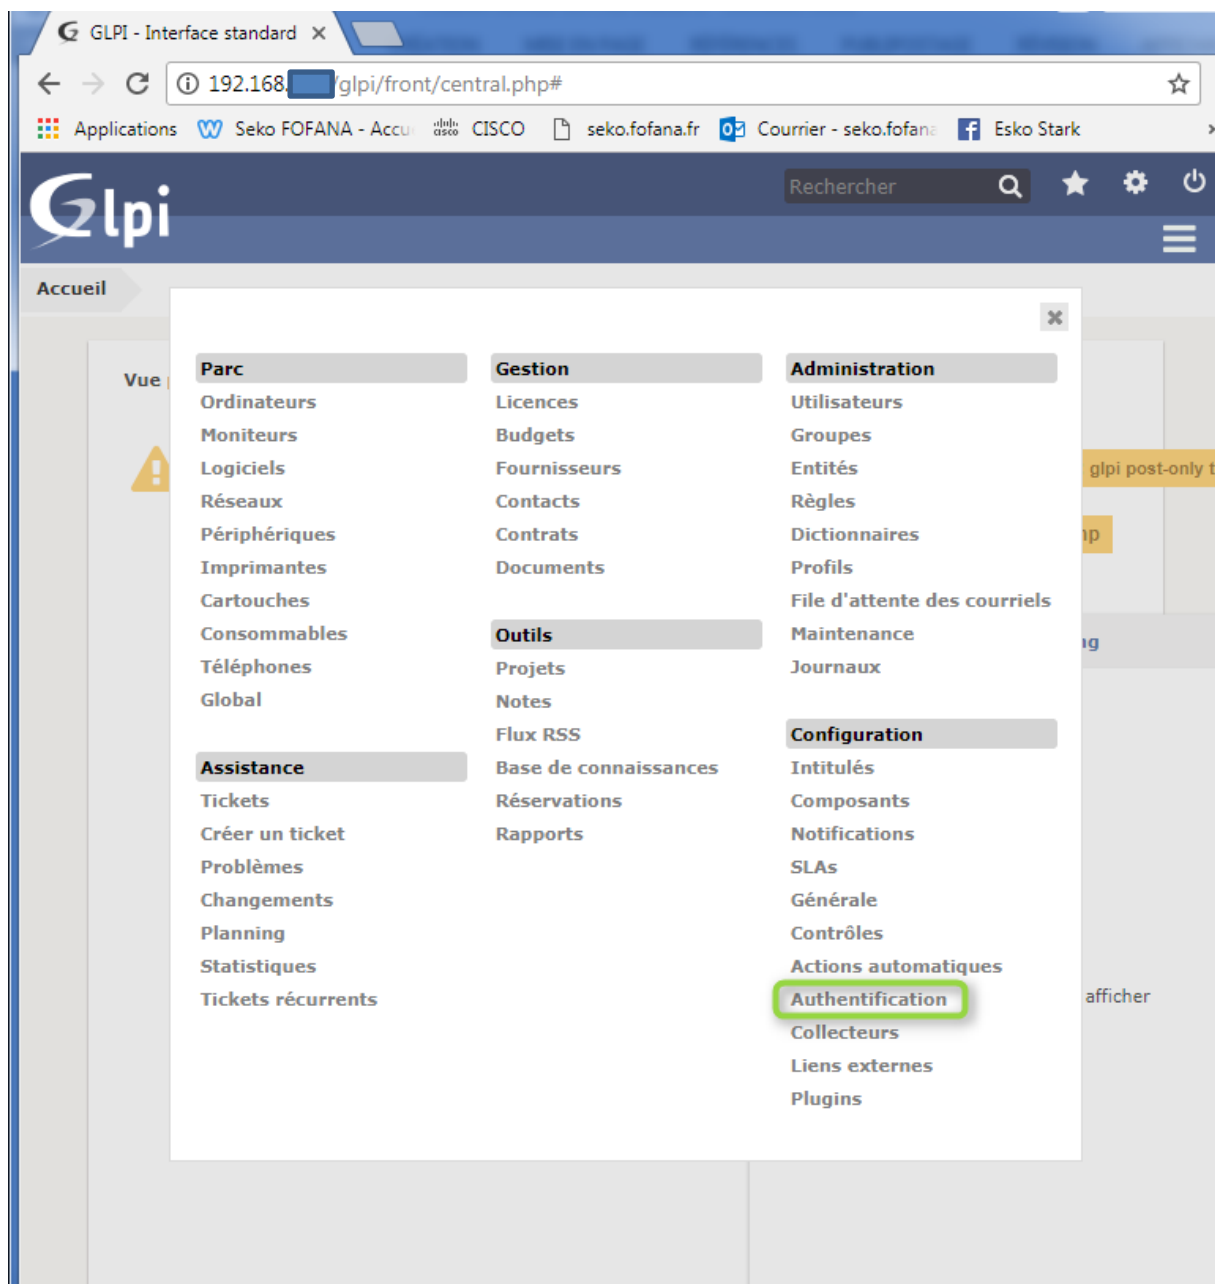 GLPI - Interface standard
192.168. /glpi/front/central.php#
Applications Seko FOFANA - Accu CISCO seko.fofana.fr Courrier - seko.fofana Esko Stark
Glpi
Rechercher
Accueil
Vue
Parc
Ordinateurs
Moniteurs
Logiciels
Réseaux
Périphériques
Imprimantes
Cartouches
Consommables
Téléphones
Global
Assistance
Tickets
Créer un ticket
Problèmes
Changements
Planning
Statistiques
Tickets récurrents
Gestion
Licences
Budgets
Fournisseurs
Contacts
Contrats
Documents
Outils
Projets
Notes
Flux RSS
Base de connaissances
Réservations
Rapports
Administration
Utilisateurs
Groupes
Entités
Règles
Dictionnaires
Profils
File d'attente des courriels
Maintenance
Journaux
Configuration
Intitulés
Composants
Notifications
SLAs
Générale
Contrôles
Actions automatiques
Authentification
Collecteurs
Liens externes
Plugins
glpi post-only t
hp
ng
afficher